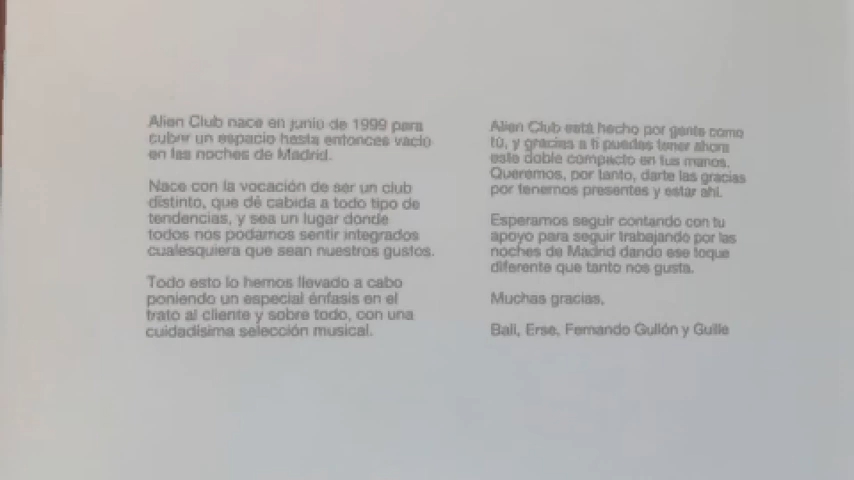 Alien Club nace en junio de 1999 para
cubrir un espacio hasta entonces vacío
en las noches de Madrid.
Nace con la vocación de ser un club
distinto, que dé cabida a todo tipo de
tendencias, y sea un lugar donde
todos nos podamos sentir integrados
cualesquiera que sean nuestros gustos.
Todo esto lo hemos llevado a cabo
poniendo un especial énfasis en el
trato al cliente y sobre todo, con una
cuidadísima selección musical.
Alien Club está hecho por gente como
tú, y gracias a ti puedes tener ahora
este doble compacto en tus manos.
Queremos, por tanto, darte las gracias
por tenernos presentes y estar ahí.
Esperamos seguir contando con tu
apoyo para seguir trabajando por las
noches de Madrid dando ese toque
diferente que tanto nos gusta.
Muchas gracias,
Bali, Erse, Fernando Gullón y Guille